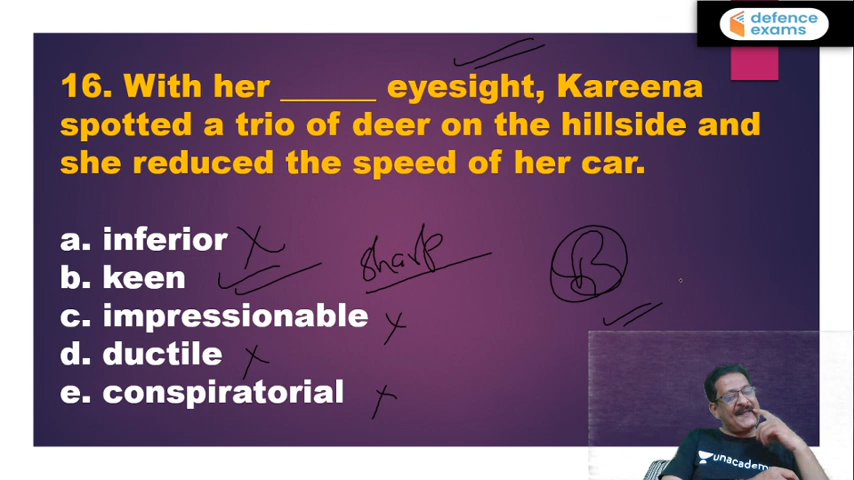 defence
exams
16. With her ______ eyesight, Kareena
spotted a trio of deer on the hillside and
she reduced the speed of her car.
a. inferior
b. keen
sharp
B
c. impressionable
d. ductile
e. conspiratorial
unacadem